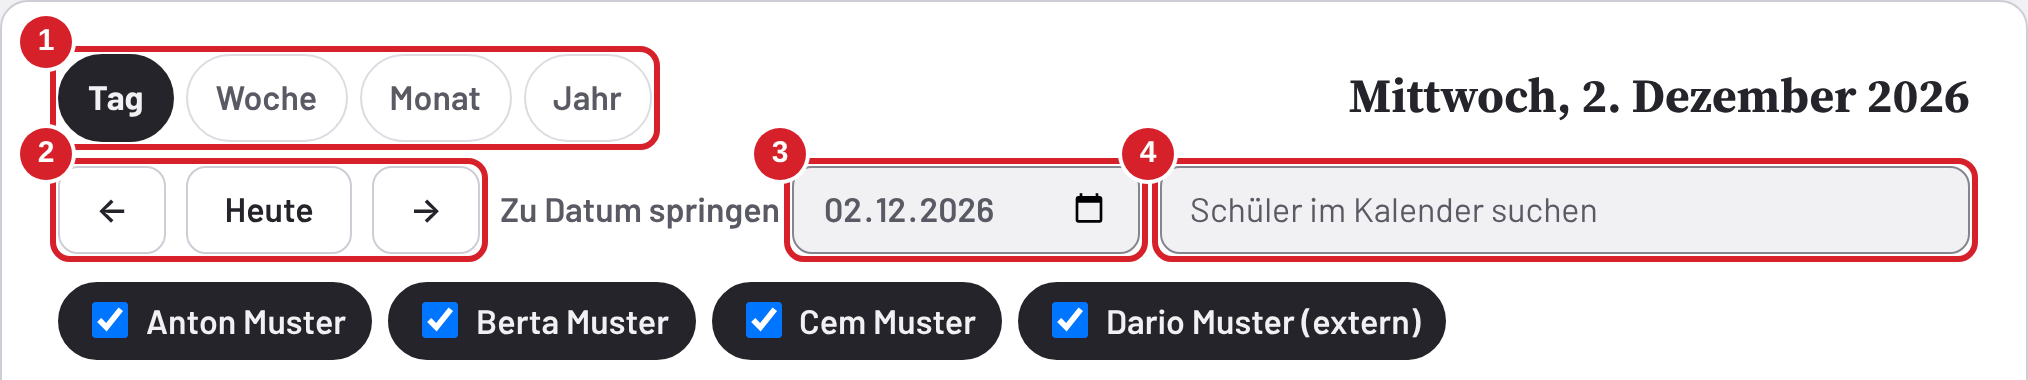 1
Tag Woche Monat Jahr
Mittwoch, 2. Dezember 2026
2 3 4
← Heute → Zu Datum springen 02.12.2026 Schüler im Kalender suchen
Anton Muster Berta Muster Cem Muster Dario Muster (extern)